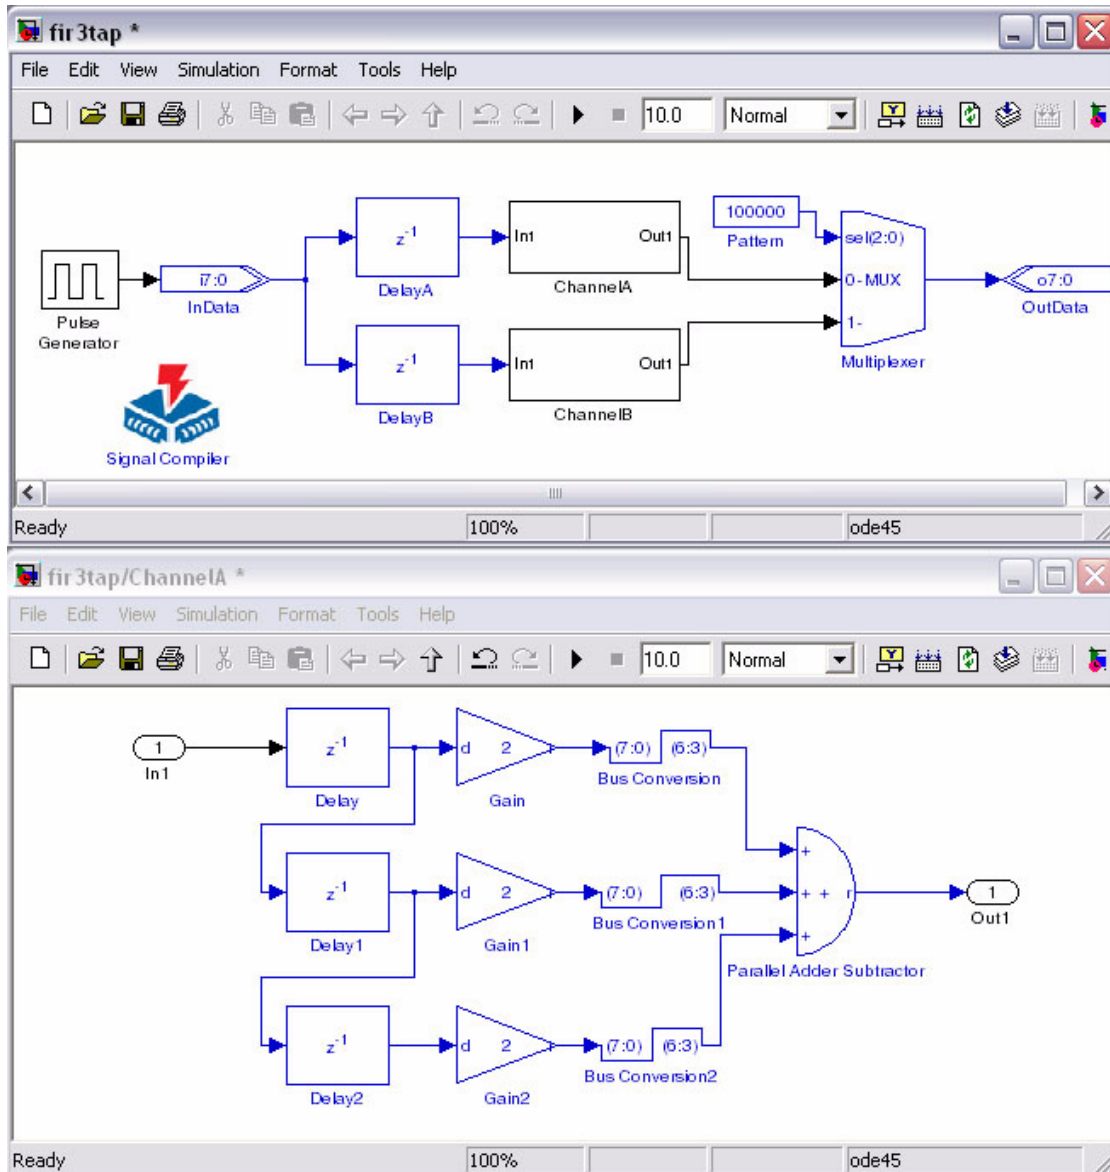 fir3tap *
File Edit View Simulation Format Tools Help
10.0 Normal
100000
Pattern
z-1
DelayA
In1 Out1
ChannelA
sel(2:0)
0- MUX
1-
Multiplexer
i7:0
InData
o7:0
OutData
Pulse
Generator
z-1
DelayB
In1 Out1
ChannelB
Signal Compiler
Ready 100% ode45
fir3tap/ChannelA *
File Edit View Simulation Format Tools Help
10.0 Normal
1
In1
z-1
Delay
d 2
Gain
(7:0) (6:3)
Bus Conversion
z-1
Delay1
d 2
Gain1
(7:0) (6:3)
Bus Conversion1
+
+ + r
+
Parallel Adder Subtractor
1
Out1
z-1
Delay2
d 2
Gain2
(7:0) (6:3)
Bus Conversion2
Ready 100% ode45